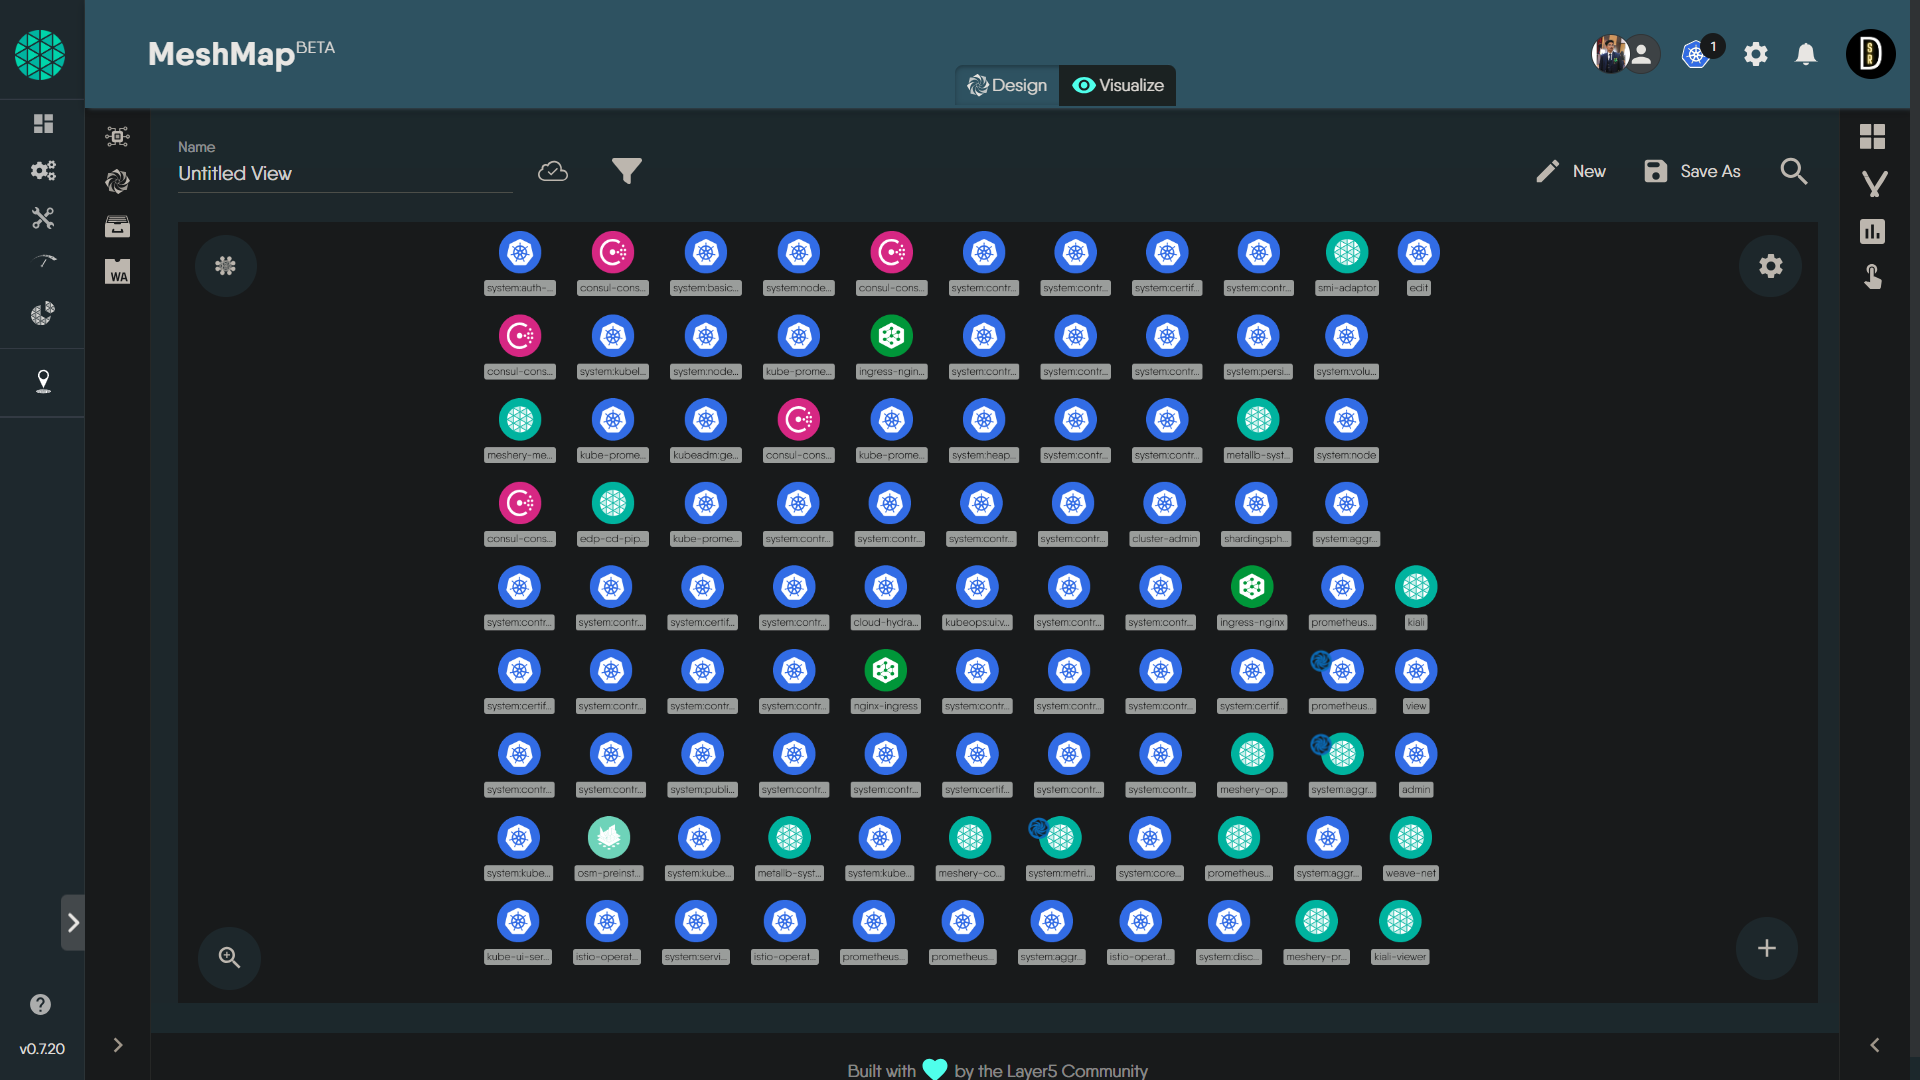 MeshMap BETA
1
Design Visualize
Name
Untitled View
New Save As
WA
system:auth-... consul-cons... system:basic... system:node... consul-cons... system:contr... system:contr... system:certif... system:contr... smi-adaptor edit
consul-cons... system:kubel... system:node... kube-prome... ingress-ngin... system:contr... system:contr... system:contr... system:persi... system:volu...
meshery-me... kube-prome... kubeadm:ge... consul-cons... kube-prome... system:heap... system:contr... system:contr... metallb-syst... system:node
consul-cons... edp-cd-pip... kube-prome... system:contr... system:contr... system:contr... system:contr... cluster-admin shardingsph... system:aggr...
system:contr... system:contr... system:certif... system:contr... cloud-hydra... kubeops:ui:v... system:contr... system:contr... ingress-nginx prometheus... kiali
system:certif... system:contr... system:contr... system:contr... nginx-ingress system:contr... system:contr... system:contr... system:certif... prometheus... view
system:contr... system:contr... system:publi... system:contr... system:contr... system:certif... system:contr... system:contr... meshery-op... system:aggr... admin
system:kube... osm-preinst... system:kube... metallb-syst... system:kube... meshery-co... system:metri... system:core... prometheus... system:aggr... weave-net
kube-ui-ser... istio-operat... system:servi... istio-operat... prometheus... prometheus... system:aggr... istio-operat... system:disc... meshery-pr... kiali-viewer
v0.7.20
Built with by the Layer5 Community